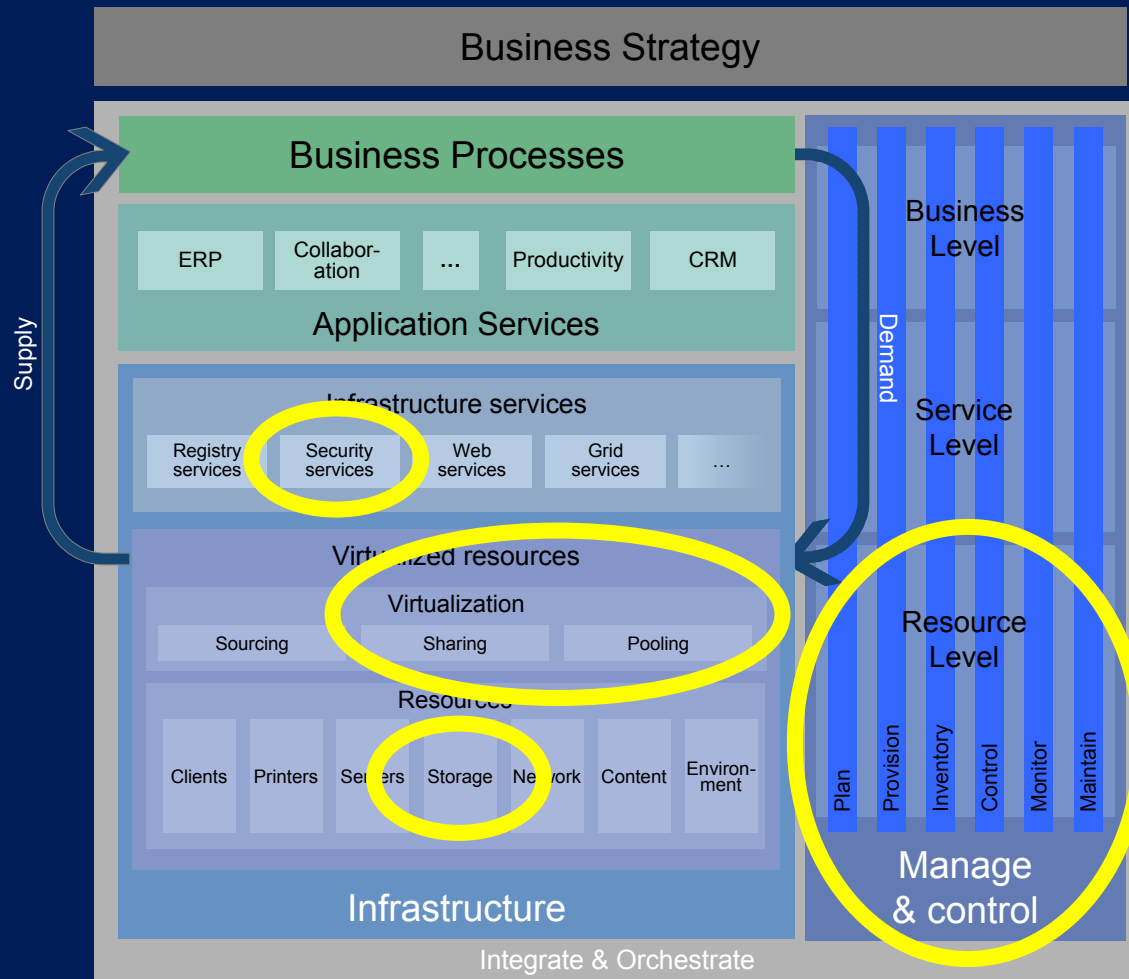 Business Strategy
Business Processes
ERP
Collabor-
ation
...
Productivity
CRM
Application Services
Supply
Demand
Infrastructure services
Registry
services
Security
services
Web
services
Grid
services
...
Virtualized resources
Virtualization
Sourcing
Sharing
Pooling
Resources
Clients
Printers
Servers
Storage
Network
Content
Environ-
ment
Infrastructure
Business
Level
Service
Level
Resource
Level
Plan
Provision
Inventory
Control
Monitor
Maintain
Manage
& control
Integrate & Orchestrate